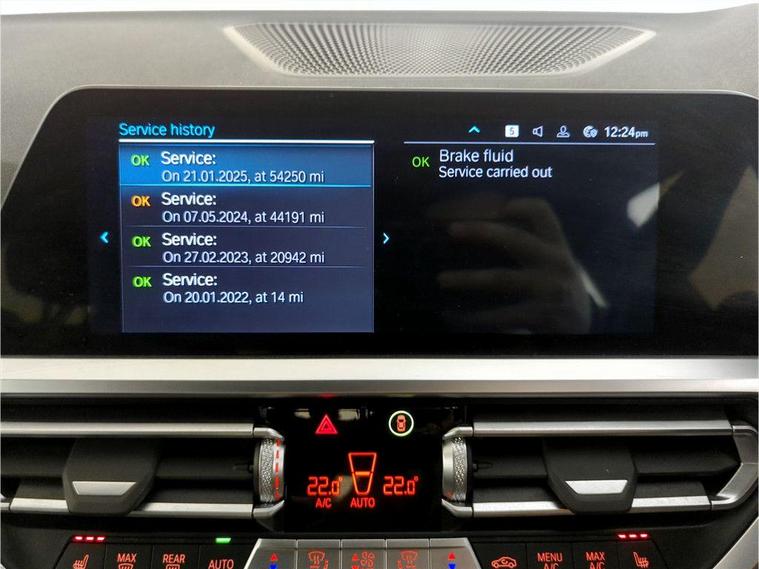 Service history
5
12:24pm
OK Service:
On 21.01.2025, at 54250 mi
OK Service:
On 07.05.2024, at 44191 mi
OK Service:
On 27.02.2023, at 20942 mi
OK Service:
On 20.01.2022, at 14 mi
OK Brake fluid
Service carried out
22.0° 22.0°
A/C AUTO
MAX
A/C
REAR
AUTO
MENU
A/C
MAX
A/C